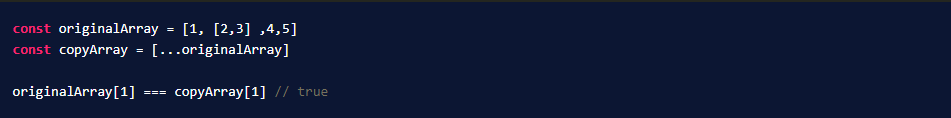 const originalArray = [1, [2,3] ,4,5]
const copyArray = [...originalArray]
originalArray[1] === copyArray[1] // true